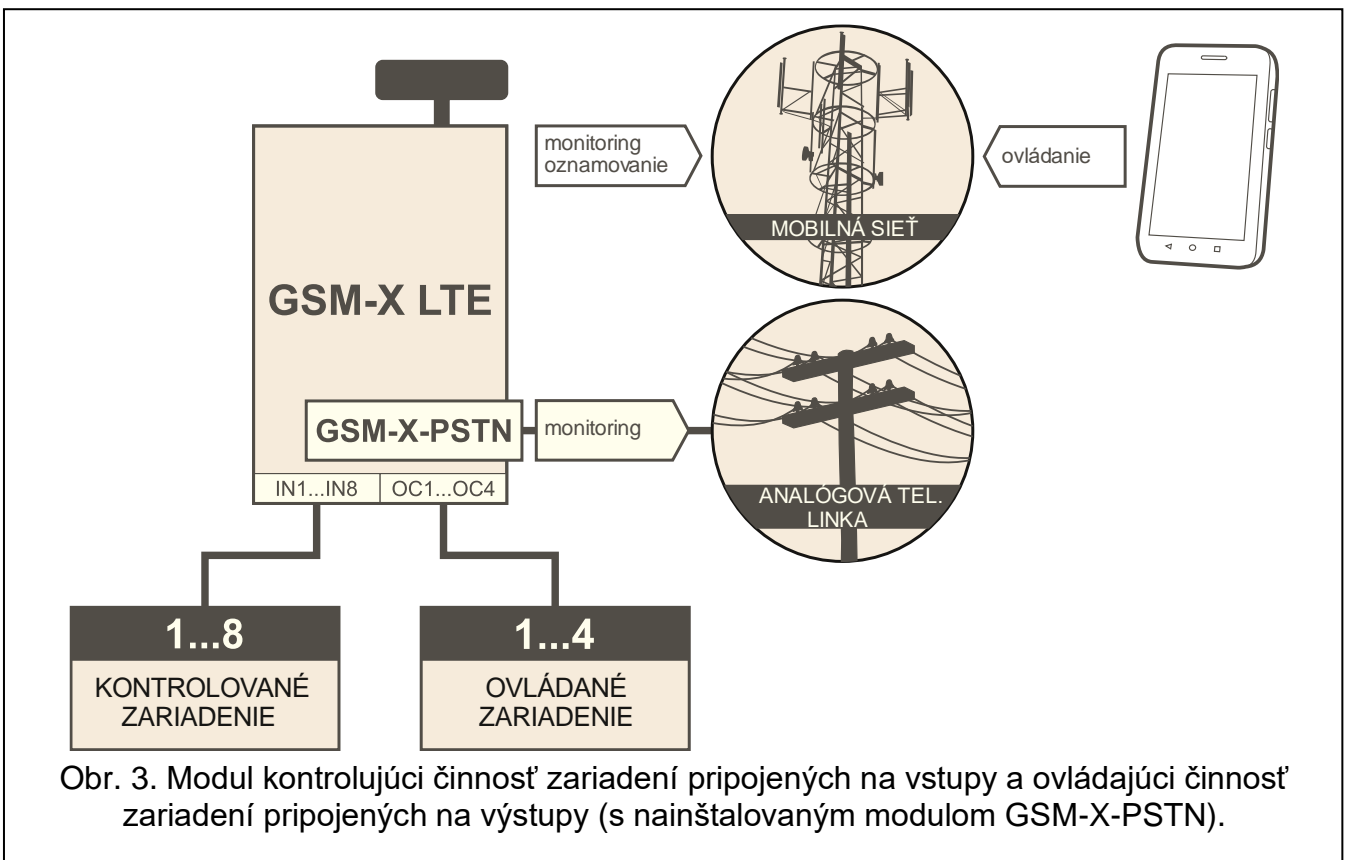 monitoring
oznamovanie
MOBILNÁ SIEŤ
ovládanie
GSM-X LTE
GSM-X-PSTN
monitoring
ANALÓGOVÁ TEL.
LINKA
IN1...IN8
OC1...OC4
1...8
KONTROLOVANÉ
ZARIADENIE
1...4
OVLÁDANÉ
ZARIADENIE
Obr. 3. Modul kontrolujúci činnosť zariadení pripojených na vstupy a ovládajúci činnosť
zariadení pripojených na výstupy (s nainštalovaným modulom GSM-X-PSTN).